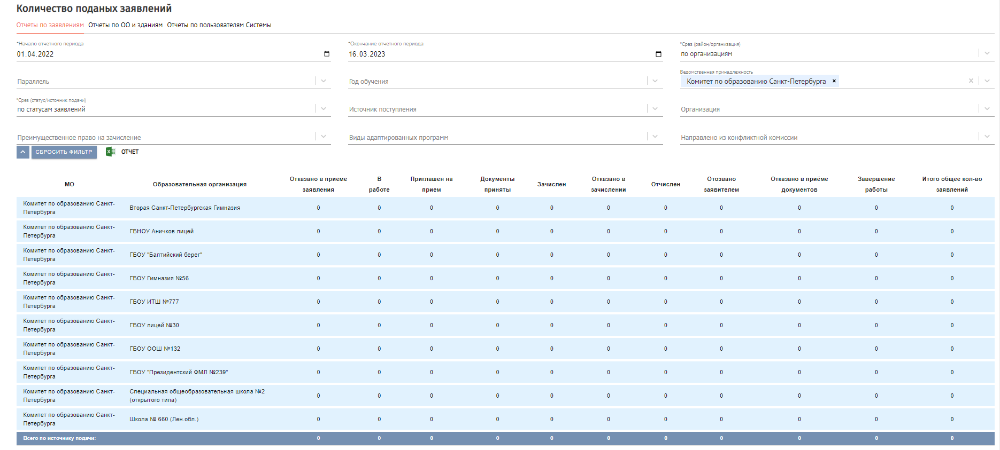 Количество поданых заявлений
Отчеты по заявлениям Отчеты по ОО и зданиям Отчеты по пользователям Системы
*Начало отчетного периода *Окончание отчетного периода *Срез (район/организация)
01.04.2022 16.03.2023 по организациям
Ведомственная принадлежность
Параллель Год обучения Комитет по образованию Санкт-Петербурга ×
*Срез (статус/источник подачи)
по статусам заявлений Источник поступления Организация
Преимущественное право на зачисление Виды адаптированных программ Направлено из конфликтной комиссии
СБРОСИТЬ ФИЛЬТР ОТЧЕТ
МО Образовательная организация Отказано в приеме заявления В работе Приглашен на прием Документы приняты Зачислен Отказано в зачислении Отчислен Отозвано заявителем Отказано в приёме документов Завершение работы Итого общее кол-во заявлений
Комитет по образованию Санкт-Петербурга Вторая Санкт-Петербургская Гимназия 0 0 0 0 0 0 0 0 0 0 0
Комитет по образованию Санкт-Петербурга ГБНОУ Аничков лицей 0 0 0 0 0 0 0 0 0 0 0
Комитет по образованию Санкт-Петербурга ГБОУ "Балтийский берег" 0 0 0 0 0 0 0 0 0 0 0
Комитет по образованию Санкт-Петербурга ГБОУ Гимназия №56 0 0 0 0 0 0 0 0 0 0 0
Комитет по образованию Санкт-Петербурга ГБОУ ИТШ №777 0 0 0 0 0 0 0 0 0 0 0
Комитет по образованию Санкт-Петербурга ГБОУ лицей №30 0 0 0 0 0 0 0 0 0 0 0
Комитет по образованию Санкт-Петербурга ГБОУ ООШ №132 0 0 0 0 0 0 0 0 0 0 0
Комитет по образованию Санкт-Петербурга ГБОУ "Президентский ФМЛ №239" 0 0 0 0 0 0 0 0 0 0 0
Комитет по образованию Санкт-Петербурга Специальная общеобразовательная школа №2 (открытого типа) 0 0 0 0 0 0 0 0 0 0 0
Комитет по образованию Санкт-Петербурга Школа № 660 (Лен.обл.) 0 0 0 0 0 0 0 0 0 0 0
Всего по источнику подачи: 0 0 0 0 0 0 0 0 0 0 0